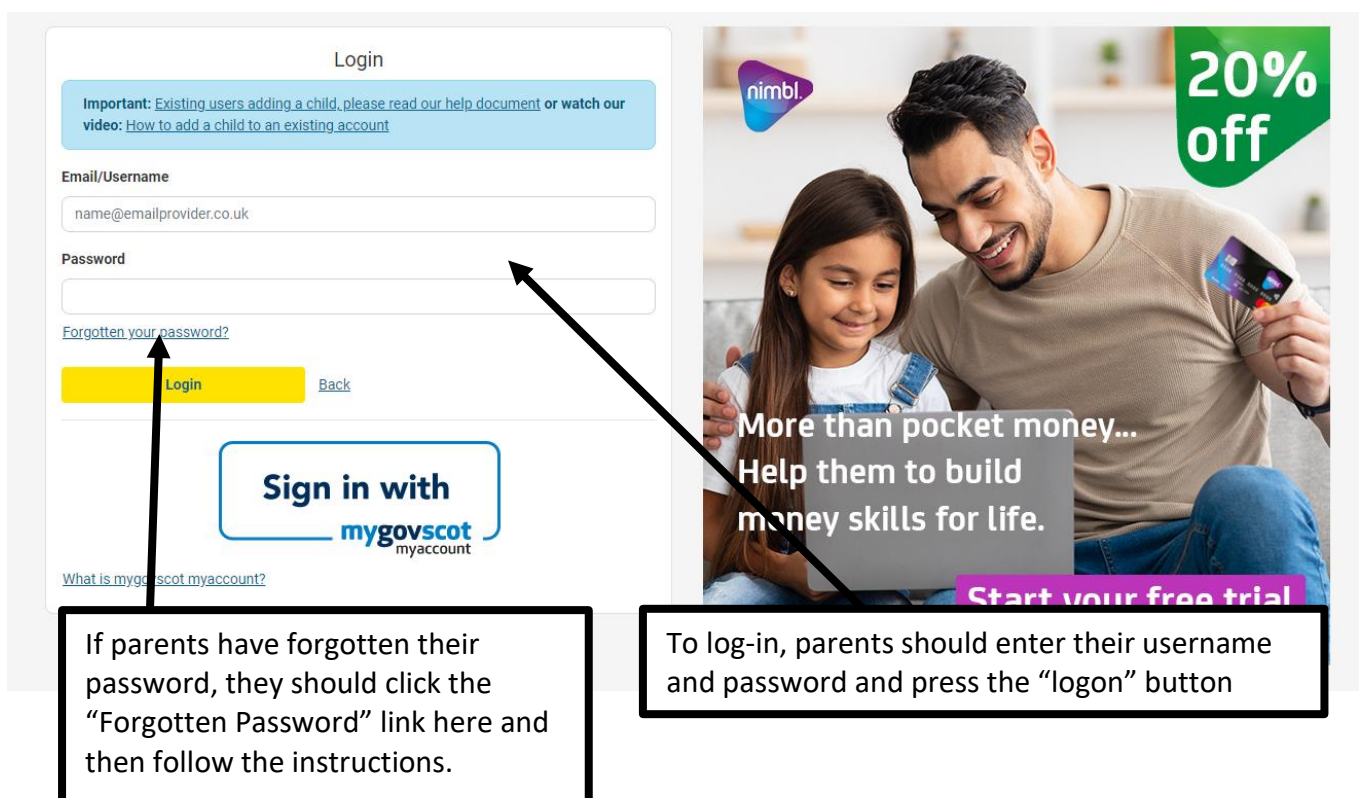 Login
Important: Existing users adding a child, please read our help document or watch our
video: How to add a child to an existing account
Email/Username
name@emailprovider.co.uk
Password
Forgotten your password?
Login
Back
Sign in with
mygovscot
myaccount
What is mygovscot myaccount?
nimbl.
20%
off
More than pocket money...
Help them to build
money skills for life.
Start your free trial
If parents have forgotten their
password, they should click the
“Forgotten Password” link here and
then follow the instructions.
To log-in, parents should enter their username
and password and press the “logon” button